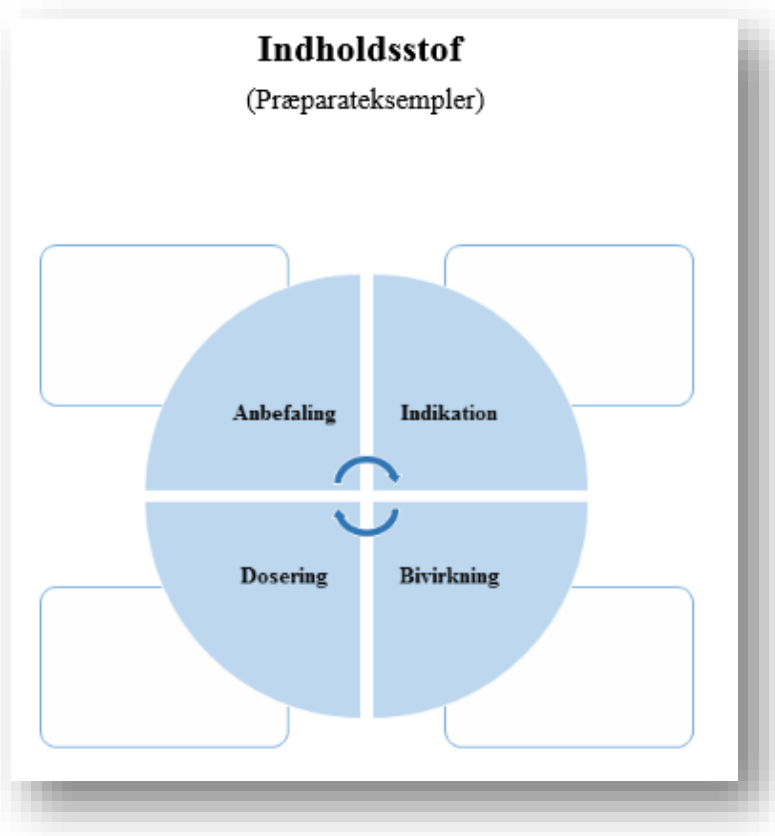 Indholdsstof
(Præparateksempler)
Anbefaling
Indikation
Dosering
Bivirkning